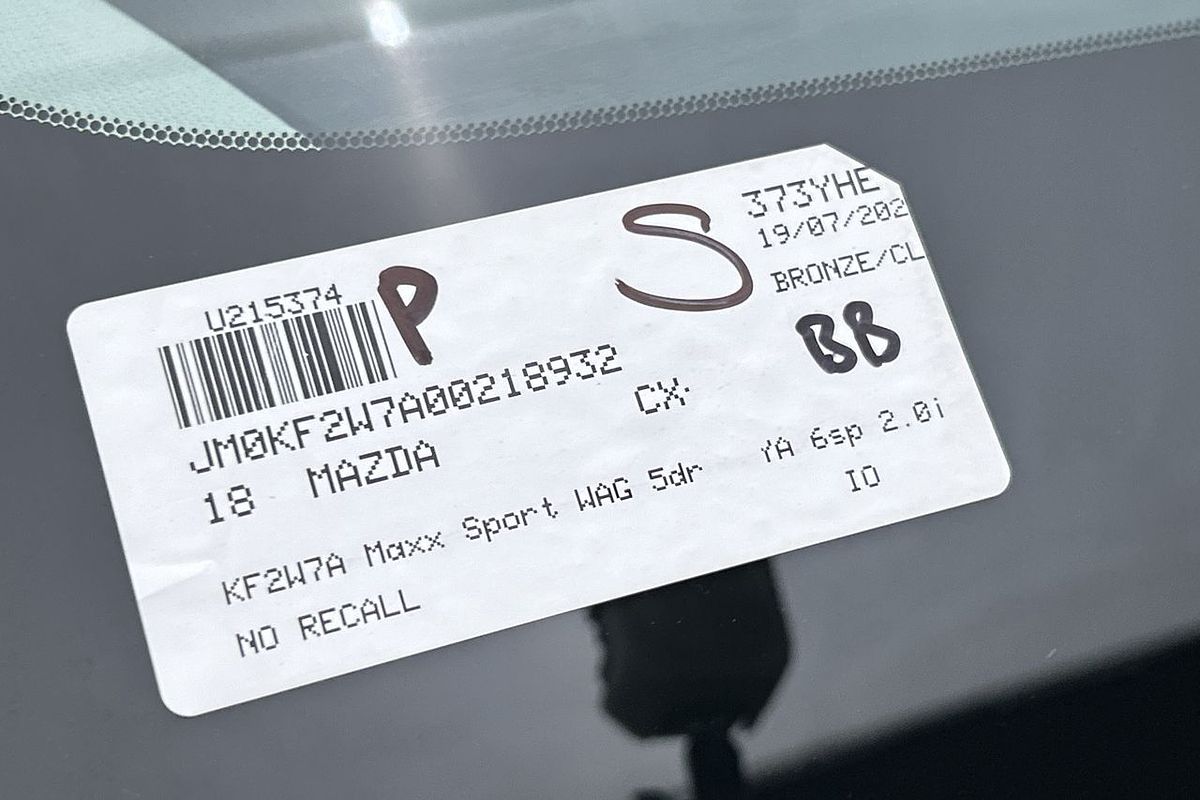 373YHE
19/07/202
BRONZE/CL
S
BB
U215374
P
JM0KF2W7A00218932
18 MAZDA CX-
KF2W7A Maxx Sport WAG 5dr YA 6sp 2.0i
NO RECALL IO